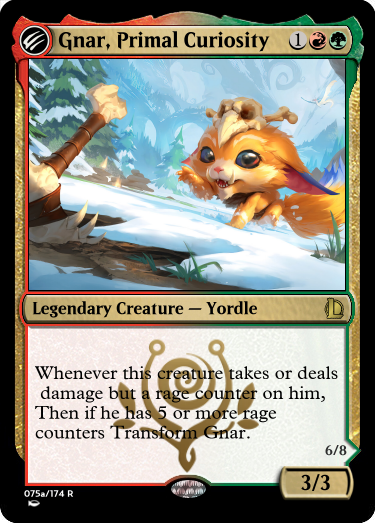 Gnar, Primal Curiosity 1
Legendary Creature — Yordle
Whenever this creature takes or deals
damage but a rage counter on him,
Then if he has 5 or more rage
counters Transform Gnar.
6/8
3/3
075a/174 R